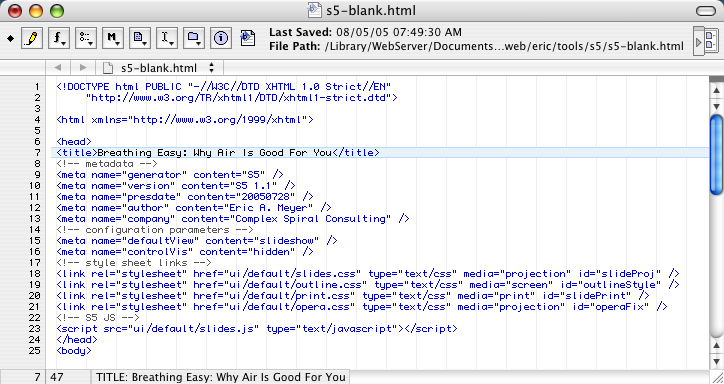 s5-blank.html
Last Saved: 08/05/05 07:49:30 AM
File Path: /Library/WebServer/Documents...web/eric/tools/s5/s5-blank.html
s5-blank.html
1 <!DOCTYPE html PUBLIC "-//W3C//DTD XHTML 1.0 Strict//EN"
2 "http://www.w3.org/TR/xhtml1/DTD/xhtml1-strict.dtd">
3
4 <html xmlns="http://www.w3.org/1999/xhtml">
5
6 <head>
7 <title>Breathing Easy: Why Air Is Good For You</title>
8 <!-- metadata -->
9 <meta name="generator" content="S5" />
10 <meta name="version" content="S5 1.1" />
11 <meta name="presdate" content="20050728" />
12 <meta name="author" content="Eric A. Meyer" />
13 <meta name="company" content="Complex Spiral Consulting" />
14 <!-- configuration parameters -->
15 <meta name="defaultView" content="slideshow" />
16 <meta name="controlVis" content="hidden" />
17 <!-- style sheet links -->
18 <link rel="stylesheet" href="ui/default/slides.css" type="text/css" media="projection" id="slideProj" />
19 <link rel="stylesheet" href="ui/default/outline.css" type="text/css" media="screen" id="outlineStyle" />
20 <link rel="stylesheet" href="ui/default/print.css" type="text/css" media="print" id="slidePrint" />
21 <link rel="stylesheet" href="ui/default/opera.css" type="text/css" media="projection" id="operaFix" />
22 <!-- S5 JS -->
23 <script src="ui/default/slides.js" type="text/javascript"></script>
24 </head>
25 <body>
7 47 TITLE: Breathing Easy: Why Air Is Good For You